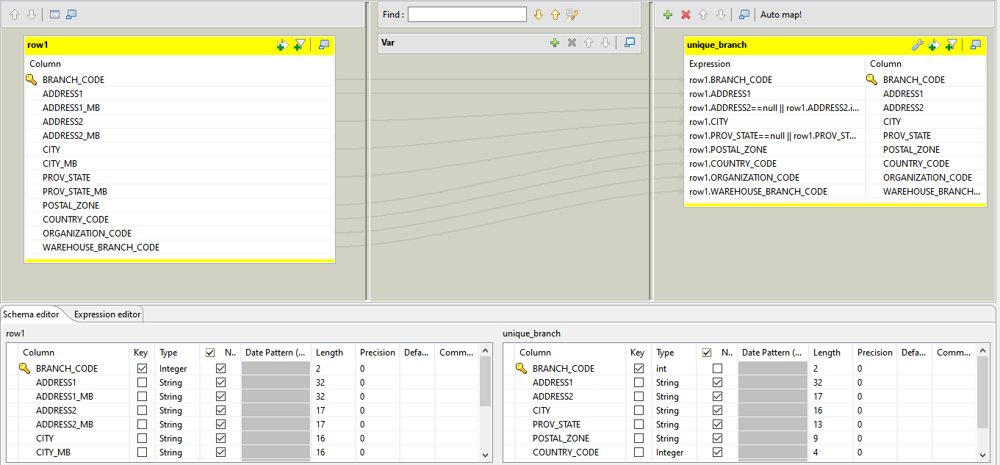 Find :
Auto map!
row1
Column
BRANCH_CODE
ADDRESS1
ADDRESS1_MB
ADDRESS2
ADDRESS2_MB
CITY
CITY_MB
PROV_STATE
PROV_STATE_MB
POSTAL_ZONE
COUNTRY_CODE
ORGANIZATION_CODE
WAREHOUSE_BRANCH_CODE
Var
unique_branch
Expression Column
row1.BRANCH_CODE BRANCH_CODE
row1.ADDRESS1 ADDRESS1
row1.ADDRESS2==null || row1.ADDRESS2.i... ADDRESS2
row1.CITY CITY
row1.PROV_STATE==null || row1.PROV_ST... PROV_STATE
row1.POSTAL_ZONE POSTAL_ZONE
row1.COUNTRY_CODE COUNTRY_CODE
row1.ORGANIZATION_CODE ORGANIZATION_CODE
row1.WAREHOUSE_BRANCH_CODE WAREHOUSE_BRANCH...
Schema editor Expression editor
row1
Column Key Type N.. Date Pattern (... Length Precision Defa... Comm...
BRANCH_CODE Integer 2 0
ADDRESS1 String 32 0
ADDRESS1_MB String 32 0
ADDRESS2 String 17 0
ADDRESS2_MB String 17 0
CITY String 16 0
CITY_MB String 16 0
unique_branch
Column Key Type N.. Date Pattern (... Length Precision Defa... Comm...
BRANCH_CODE int 2 0
ADDRESS1 String 32 0
ADDRESS2 String 17 0
CITY String 16 0
PROV_STATE String 13 0
POSTAL_ZONE String 9 0
COUNTRY_CODE Integer 4 0